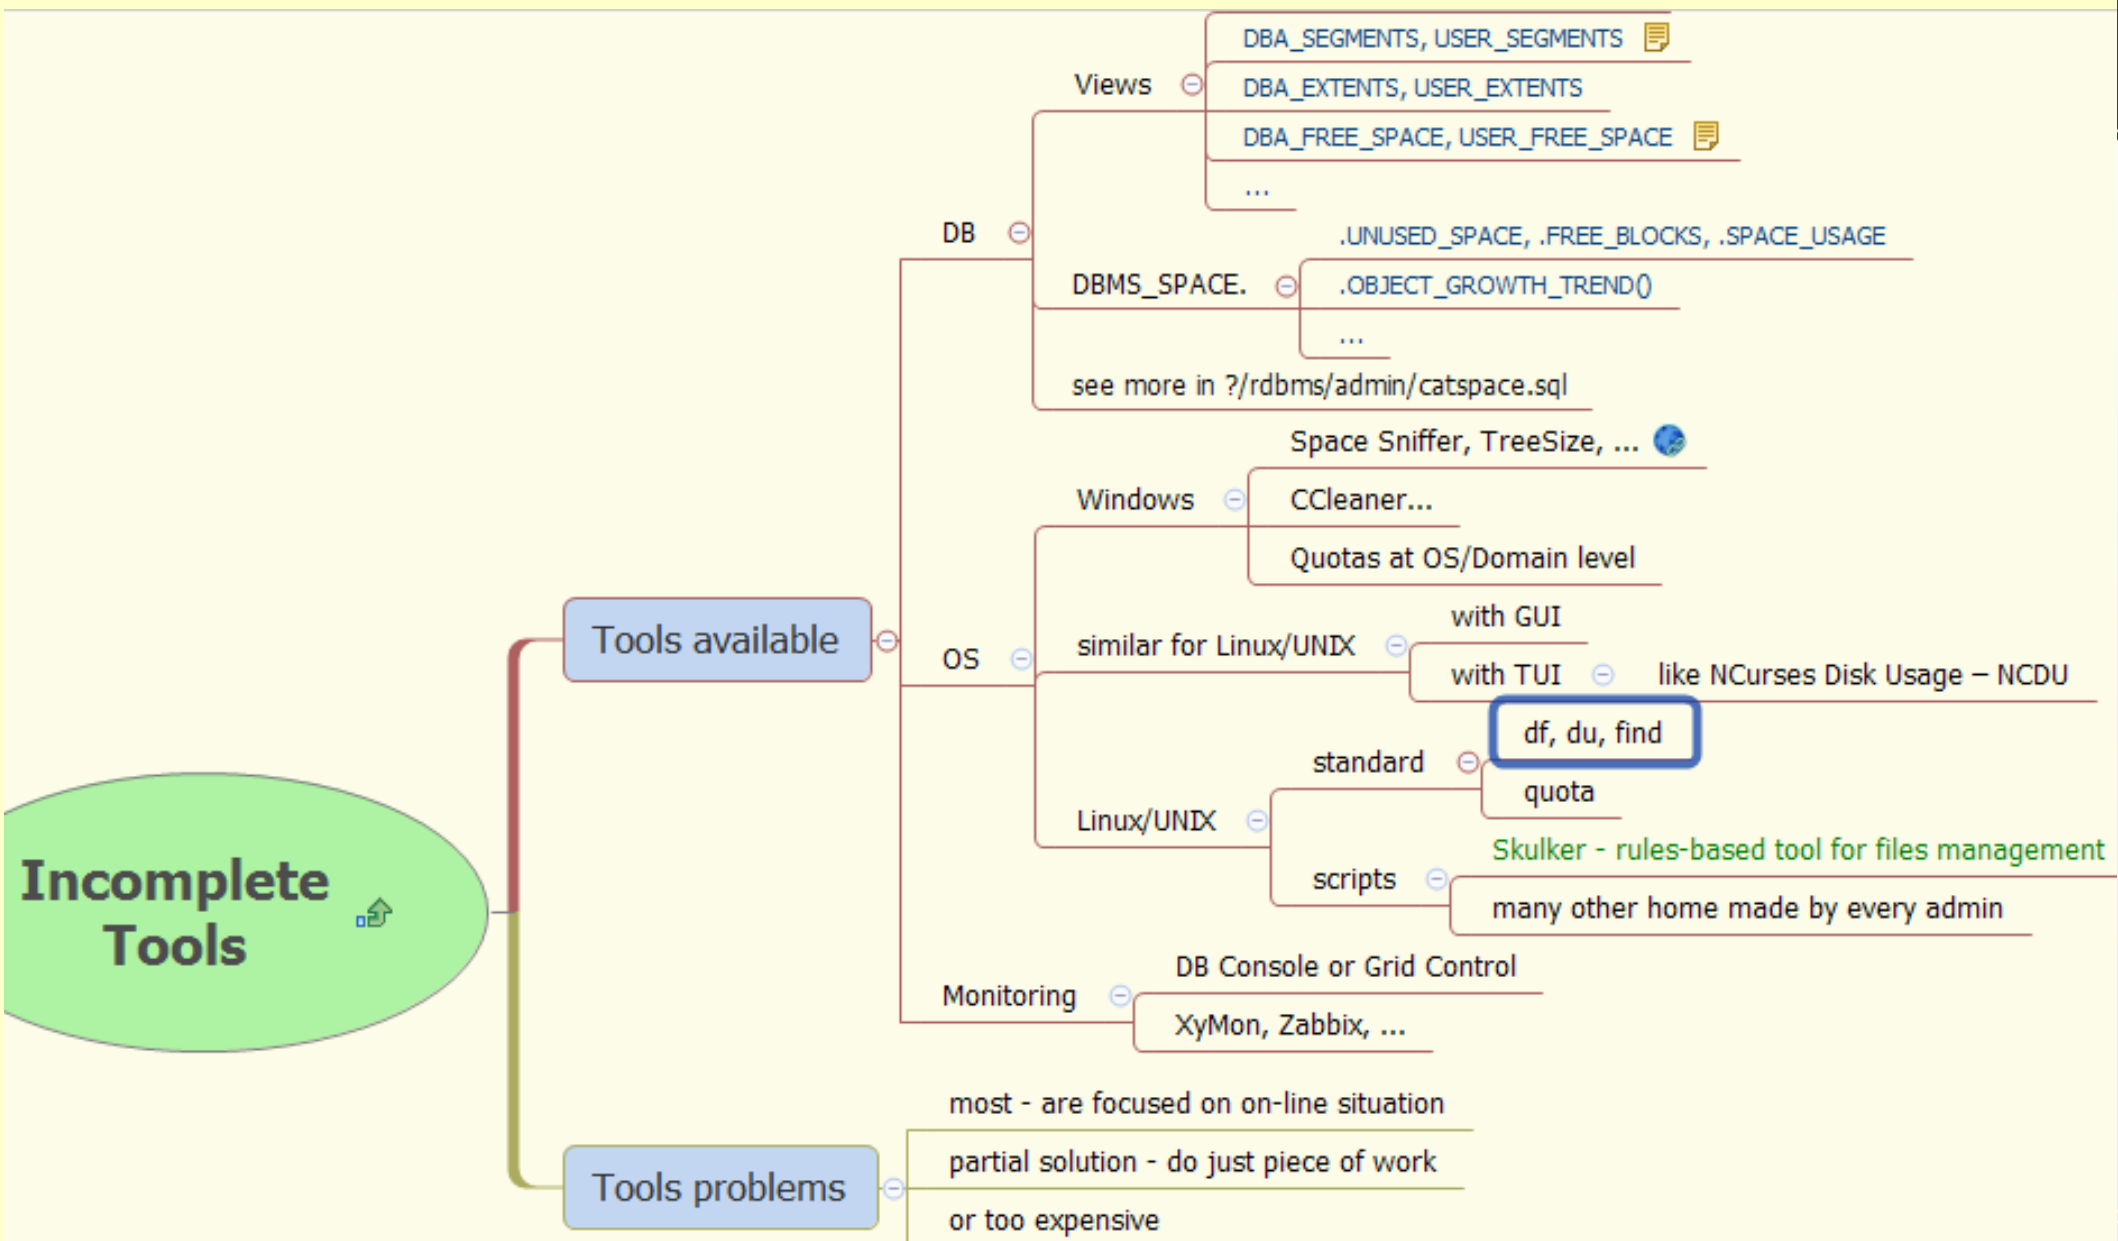 DBA_SEGMENTS, USER_SEGMENTS
Views
DBA_EXTENTS, USER_EXTENTS
DBA_FREE_SPACE, USER_FREE_SPACE
...
DB
.UNUSED_SPACE, .FREE_BLOCKS, .SPACE_USAGE
DBMS_SPACE.
.OBJECT_GROWTH_TREND()
...
see more in ?/rdbms/admin/catspace.sql
Space Sniffer, TreeSize, ...
Windows
CCleaner...
Quotas at OS/Domain level
Tools available
OS
similar for Linux/UNIX
with GUI
with TUI
like NCurses Disk Usage – NCDU
df, du, find
standard
quota
Linux/UNIX
Skulker - rules-based tool for files management
scripts
many other home made by every admin
Incomplete
Tools
DB Console or Grid Control
Monitoring
XyMon, Zabbix, ...
most - are focused on on-line situation
partial solution - do just piece of work
Tools problems
or too expensive